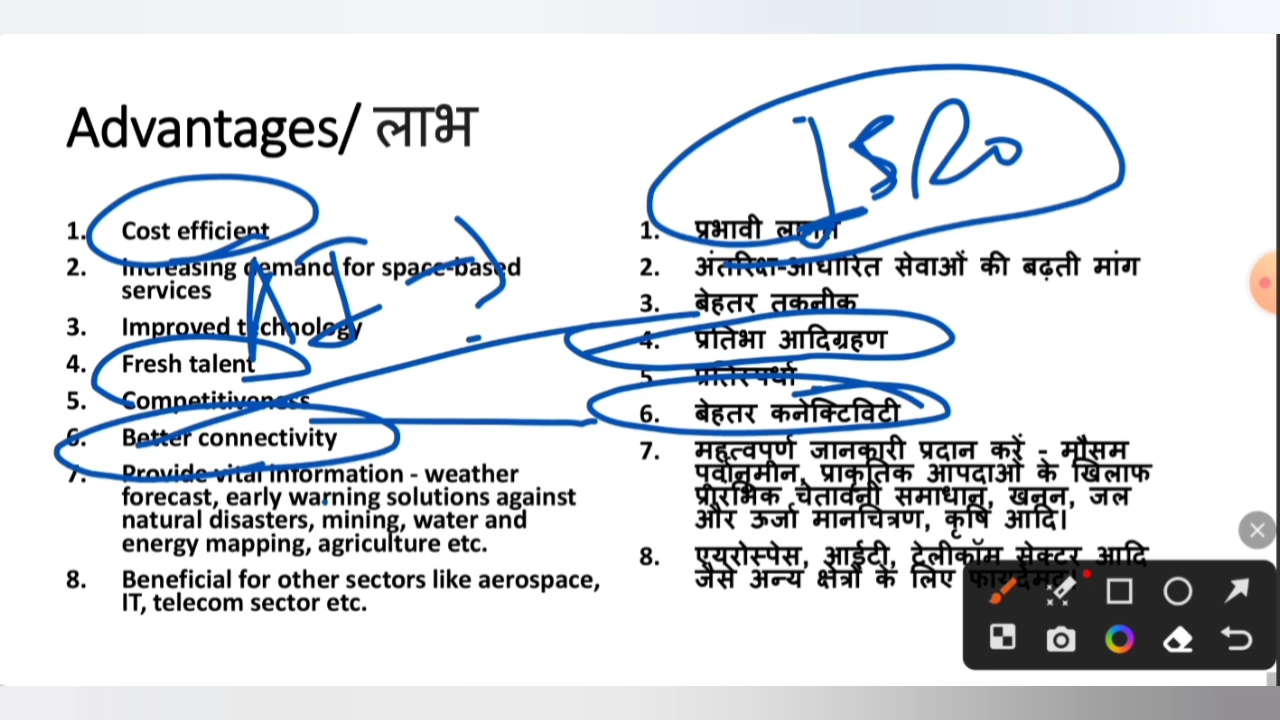 Advantages/ लाभ
ISRO
1. Cost efficient
2. Increasing demand for space-based
services
3. Improved technology
4. Fresh talent
5. Competitiveness
6. Better connectivity
7. Provide vital information - weather
forecast, early warning solutions against
natural disasters, mining, water and
energy mapping, agriculture etc.
8. Beneficial for other sectors like aerospace,
IT, telecom sector etc.
AI
1. प्रभावी लागत
2. अंतरिक्ष-आधारित सेवाओं की बढ़ती मांग
3. बेहतर तकनीक
4. प्रतिभा आदिग्रहण
5. प्रतिस्पर्धा
6. बेहतर कनेक्टिविटी
7. महत्वपूर्ण जानकारी प्रदान करें - मौसम
पूर्वानुमान, प्राकृतिक आपदाओं के खिलाफ
प्रारंभिक चेतावनी समाधान, खनन, जल
और ऊर्जा मानचित्रण, कृषि आदि।
8. एयरोस्पेस, आईटी, टेलीकॉम सेक्टर आदि
जैसे अन्य क्षेत्रों के लिए फायदेमंद।